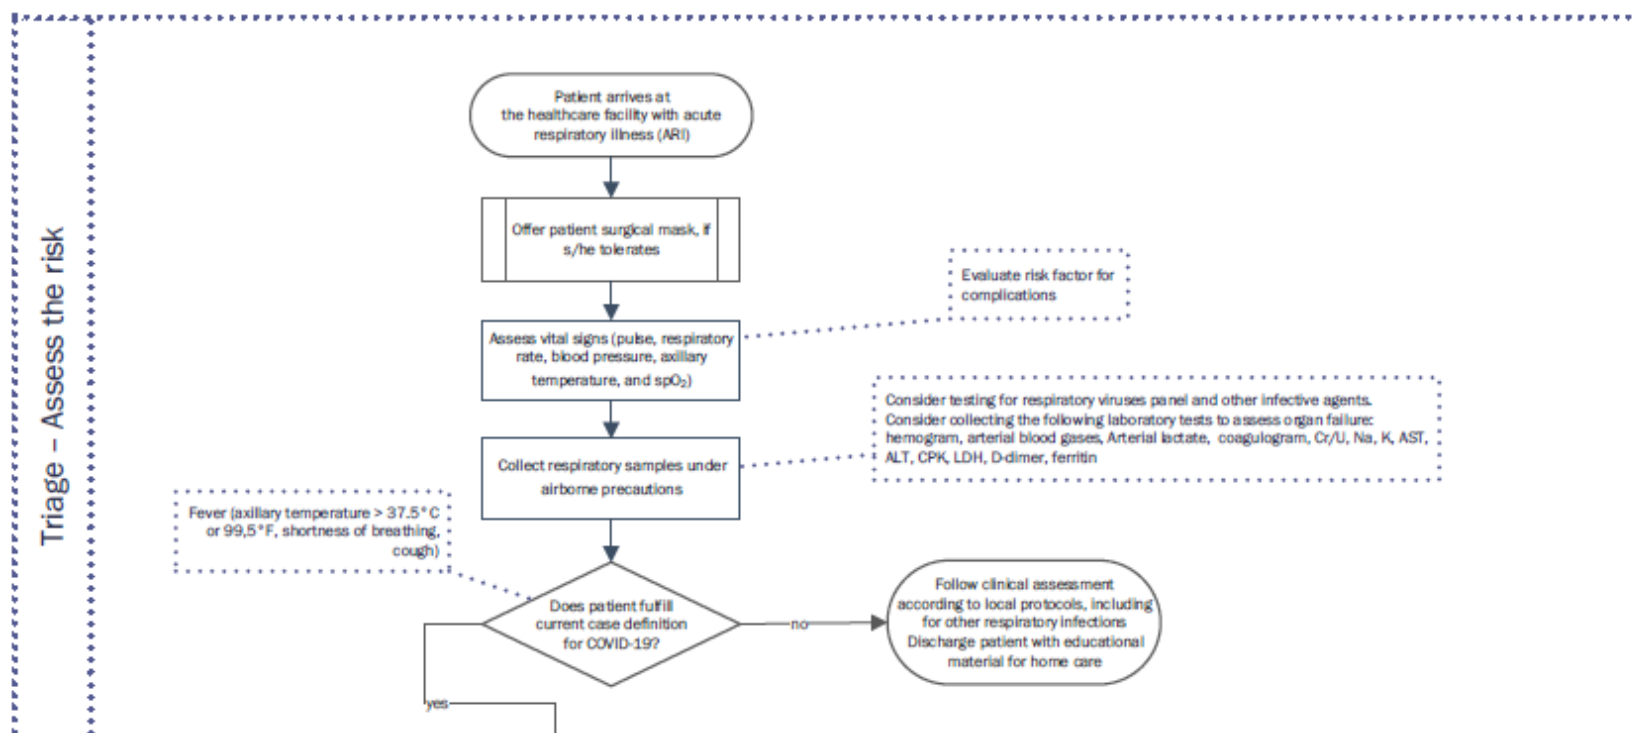 Triage – Assess the risk
Patient arrives at
the healthcare facility with acute
respiratory illness (ARI)
Offer patient surgical mask, if
s/he tolerates
Evaluate risk factor for
complications
Assess vital signs (pulse, respiratory
rate, blood pressure, axillary
temperature, and spO₂)
Consider testing for respiratory viruses panel and other infective agents.
Consider collecting the following laboratory tests to assess organ failure:
hemogram, arterial blood gases, Arterial lactate, coagulogram, Cr/U, Na, K, AST,
ALT, CPK, LDH, D-dimer, ferritin
Collect respiratory samples under
airborne precautions
Fever (axillary temperature > 37.5°C
or 99,5°F, shortness of breathing,
cough)
Does patient fulfill
current case definition
for COVID-19?
no
Follow clinical assessment
according to local protocols, including
for other respiratory infections
Discharge patient with educational
material for home care
yes